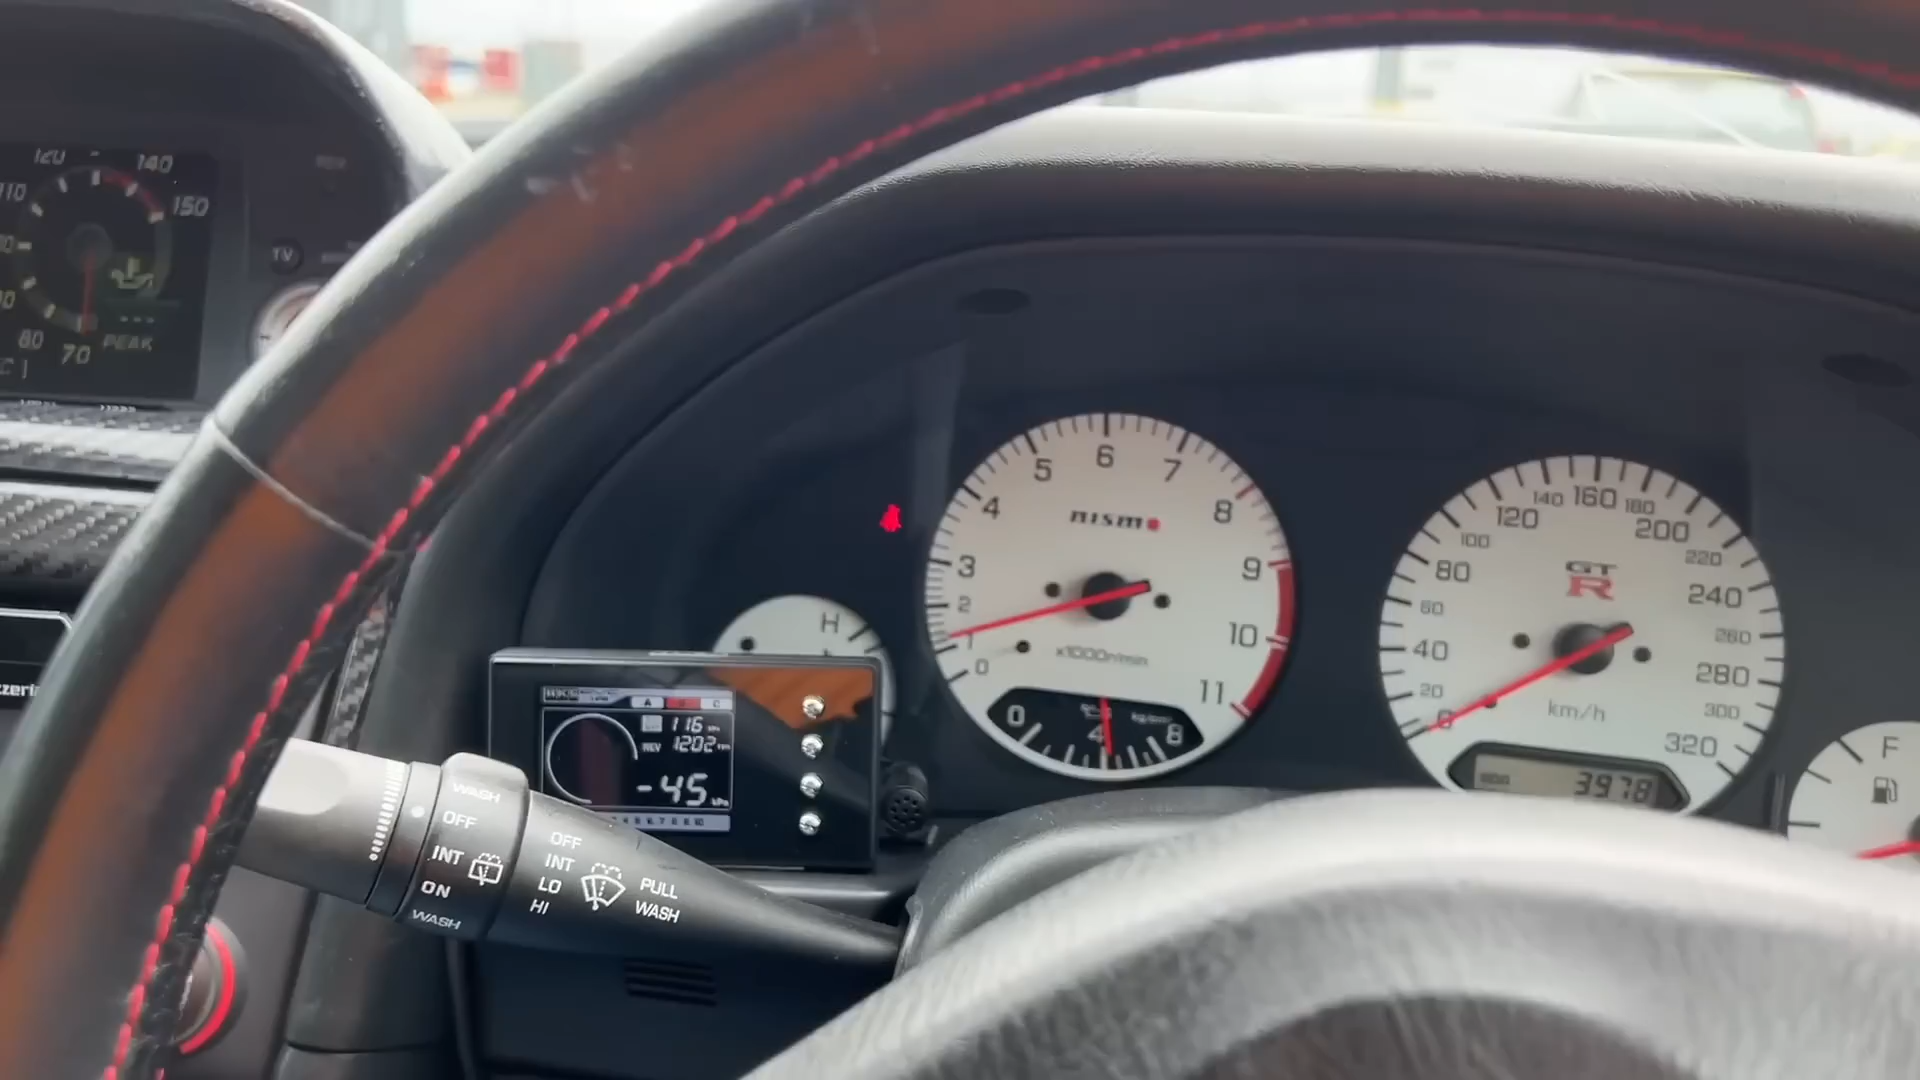 120 140
110 150
80 70 PEAK
C]
TV
nismo
0 1 2 3 4 5 6 7 8 9 10 11
x1000r/min
0 4 8
GT
R
0 20 40 60 80 100 120 140 160 180 200 220 240 260 280 300 320
km/h
3978
H
F
A C
116
REV 1202
-45 kPa
WASH
OFF
INT
ON
WASH
OFF
INT
LO
HI
PULL
WASH